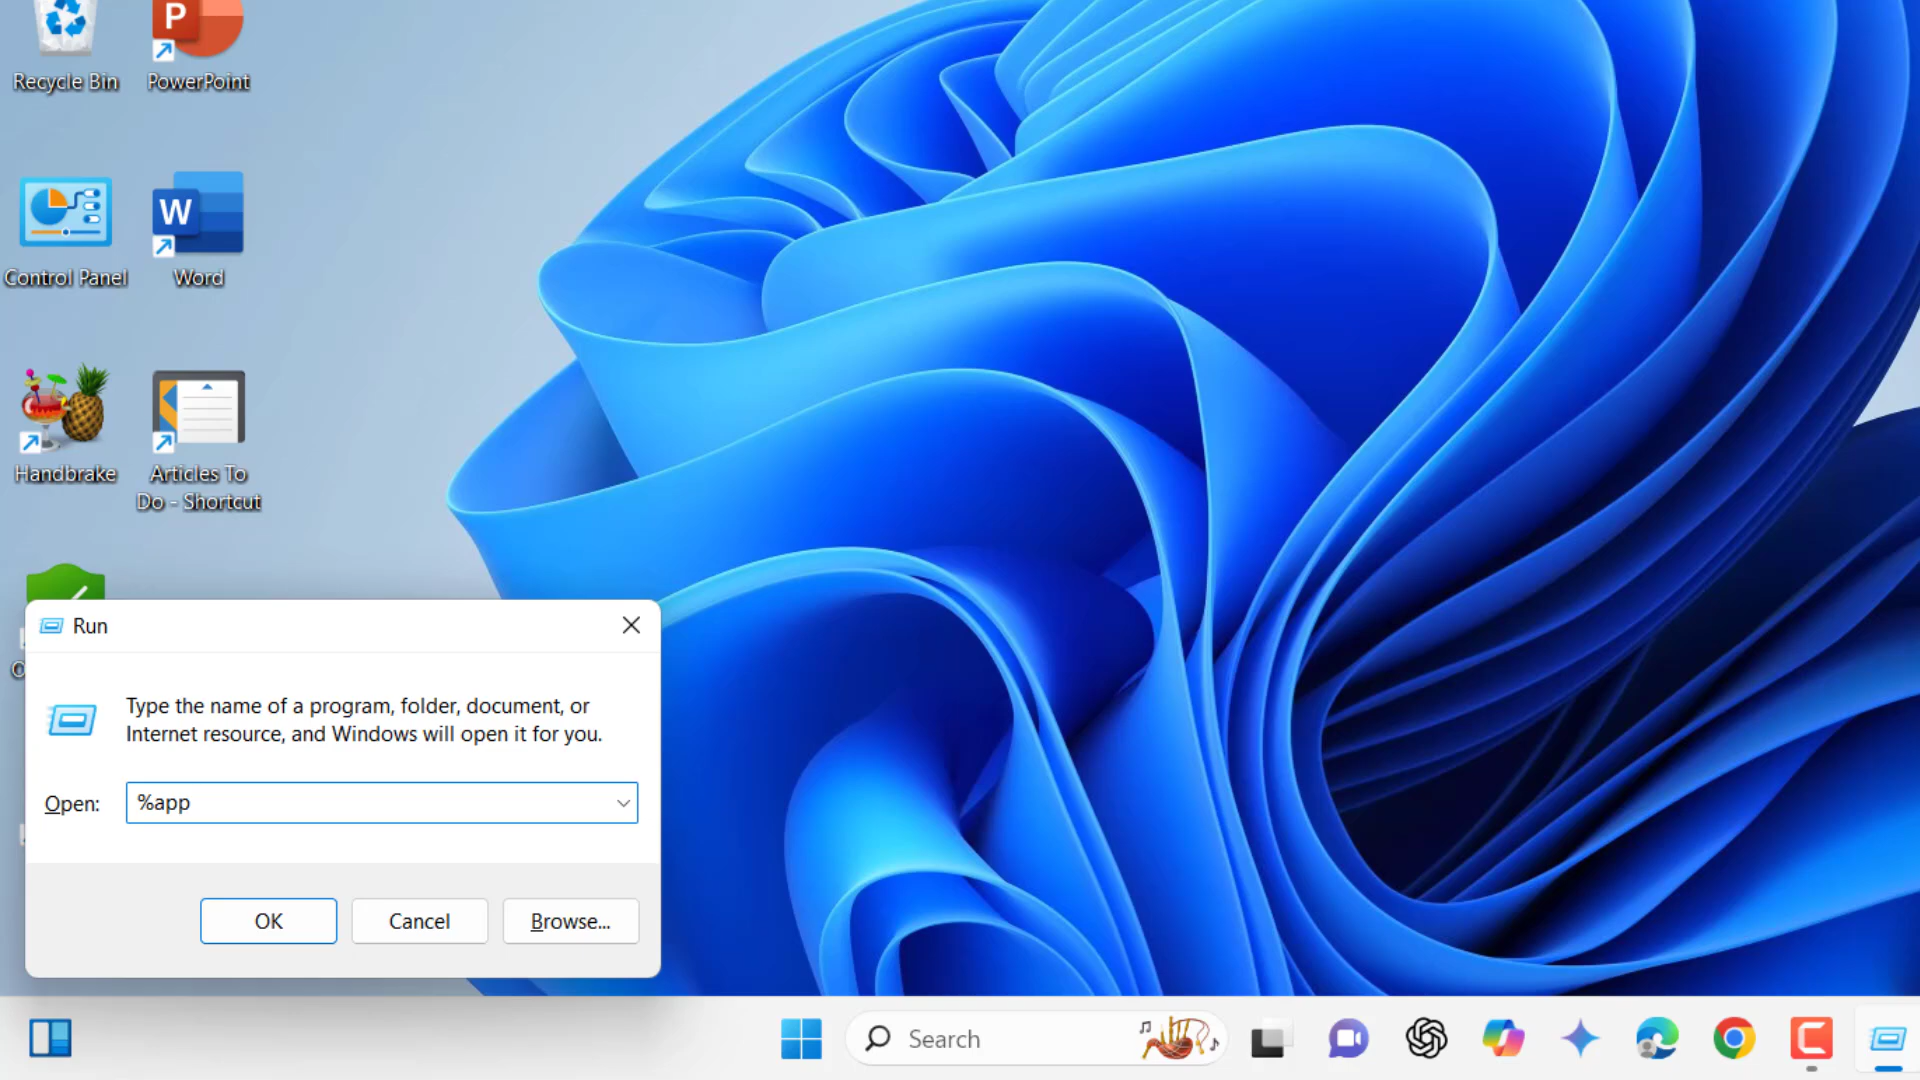 Recycle Bin
PowerPoint
Control Panel
Word
Handbrake
Articles To
Do - Shortcut
Run
Type the name of a program, folder, document, or
Internet resource, and Windows will open it for you.
Open:
%app
OK
Cancel
Browse...
Search